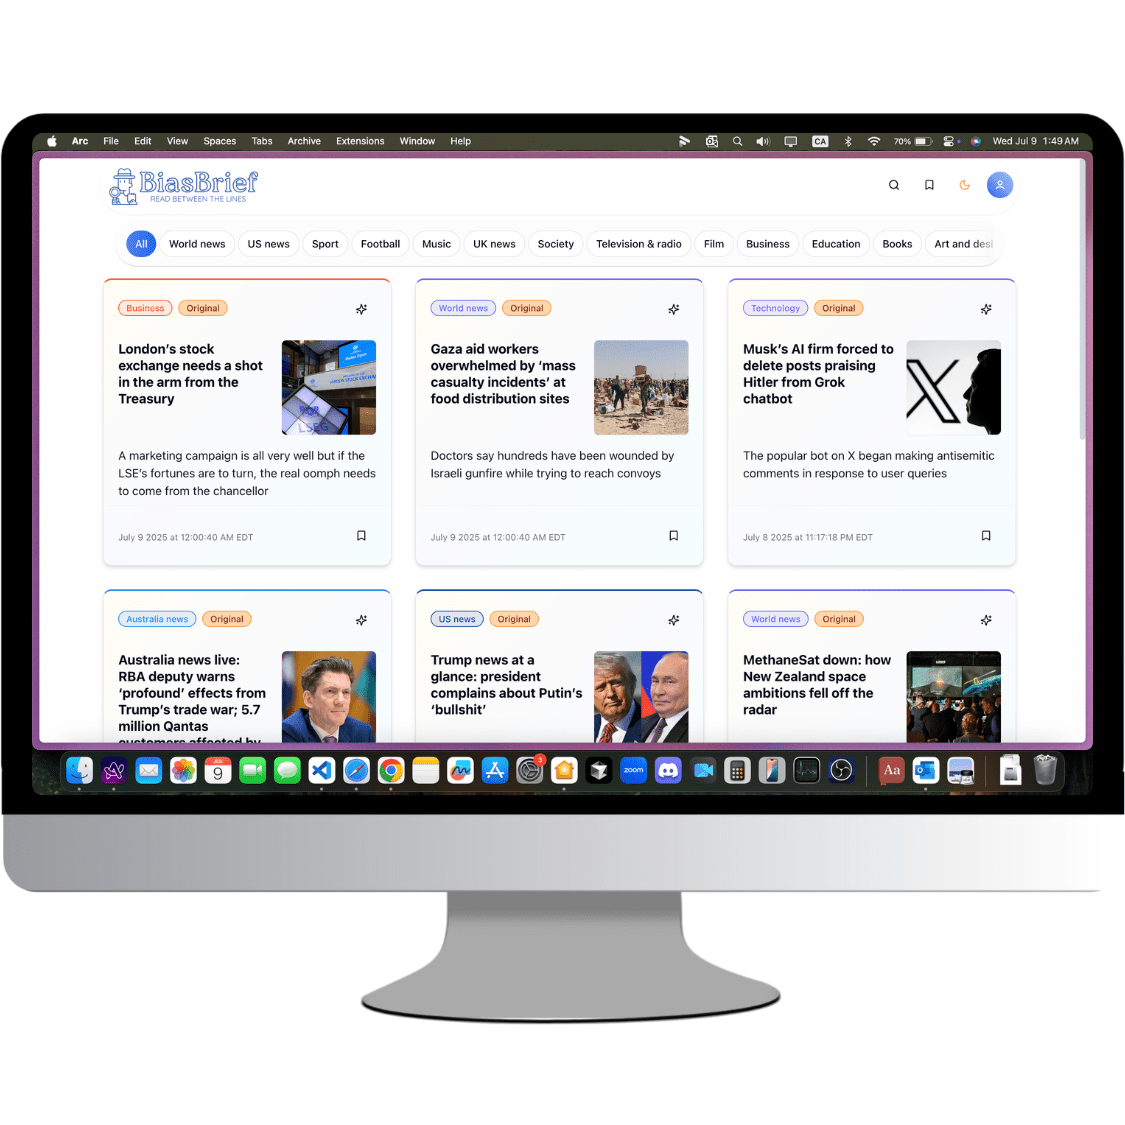 Arc File Edit View Spaces Tabs Archive Extensions Window Help CA 70% Wed Jul 9 1:49 AM
BiasBrief
READ BETWEEN THE LINES
All World news US news Sport Football Music UK news Society Television & radio Film Business Education Books Art and desi
Business Original
London’s stock
exchange needs a shot
in the arm from the
Treasury
A marketing campaign is all very well but if the
LSE’s fortunes are to turn, the real oomph needs
to come from the chancellor
July 9 2025 at 12:00:40 AM EDT
World news Original
Gaza aid workers
overwhelmed by ‘mass
casualty incidents’ at
food distribution sites
Doctors say hundreds have been wounded by
Israeli gunfire while trying to reach convoys
July 9 2025 at 12:00:40 AM EDT
Technology Original
Musk’s AI firm forced to
delete posts praising
Hitler from Grok
chatbot
The popular bot on X began making antisemitic
comments in response to user queries
July 8 2025 at 11:17:18 PM EDT
Australia news Original
Australia news live:
RBA deputy warns
‘profound’ effects from
Trump’s trade war; 5.7
million Qantas
customers affected by
US news Original
Trump news at a
glance: president
complains about Putin’s
‘bullshit’
World news Original
MethaneSat down: how
New Zealand space
ambitions fell off the
radar
JUL
9
3
zoom
Aa